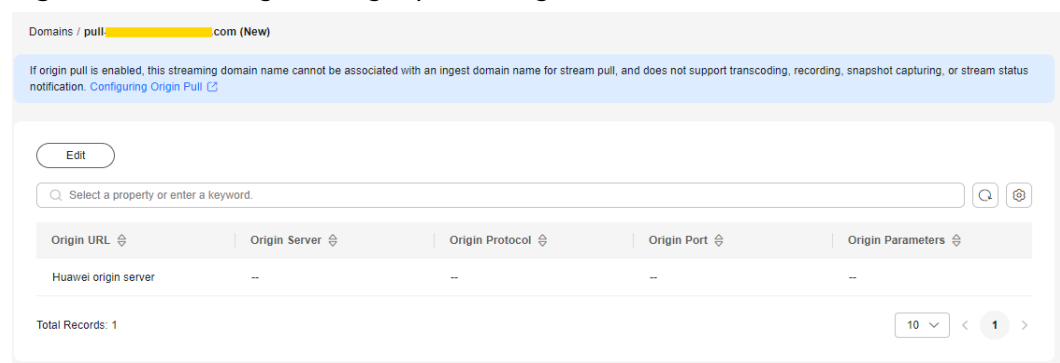 Domains / pull- .com (New)
If origin pull is enabled, this streaming domain name cannot be associated with an ingest domain name for stream pull, and does not support transcoding, recording, snapshot capturing, or stream status
notification. Configuring Origin Pull
Edit
Select a property or enter a keyword.
Origin URL Origin Server Origin Protocol Origin Port Origin Parameters
Huawei origin server -- -- -- --
Total Records: 1 10 < 1 >